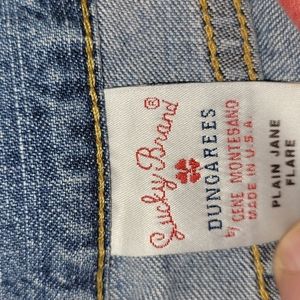 Lucky Brand®
DUNGAREES
by GENE MONTESANO
MADE IN U.S.A.
PLAIN JANE
FLARE